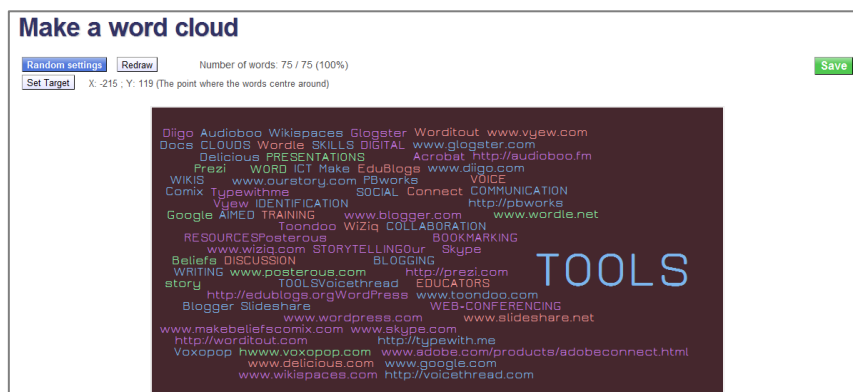 Make a word cloud
Random settings Redraw Number of words: 75 / 75 (100%) Save
Set Target X: -215 ; Y: 119 (The point where the words centre around)
Diigo Audioboo Wikispaces Glogster Worditout www.vyew.com
Docs CLOUDS Wordle SKILLS DIGITAL www.glogster.com
Delicious PRESENTATIONS Acrobat http://audioboo.fm
Prezi WORD ICT Make EduBlogs www.diigo.com
WIKIS www.ourstory.com PBworks VOICE
Comix Typewithme SOCIAL Connect COMMUNICATION
Vyew IDENTIFICATION http://pbworks
Google AIMED TRAINING www.blogger.com www.wordle.net
Toondoo WiZiq COLLABORATION
RESOURCESPosterous BOOKMARKING
www.wiziq.com STORYTELLINGOur Skype
Beliefs DISCUSSION BLOGGING
WRITING www.posterous.com http://prezi.com TOOLS
story TOOLSVoicethread EDUCATORS
http://edublogs.orgWordPress www.toondoo.com
Blogger Slideshare WEB-CONFERENCING
www.wordpress.com www.slideshare.net
www.makebeliefscomix.com www.skype.com
http://worditout.com http://typewith.me
Voxopop hwww.voxopop.com www.adobe.com/products/adobeconnect.html
www.delicious.com www.google.com
www.wikispaces.com http://voicethread.com